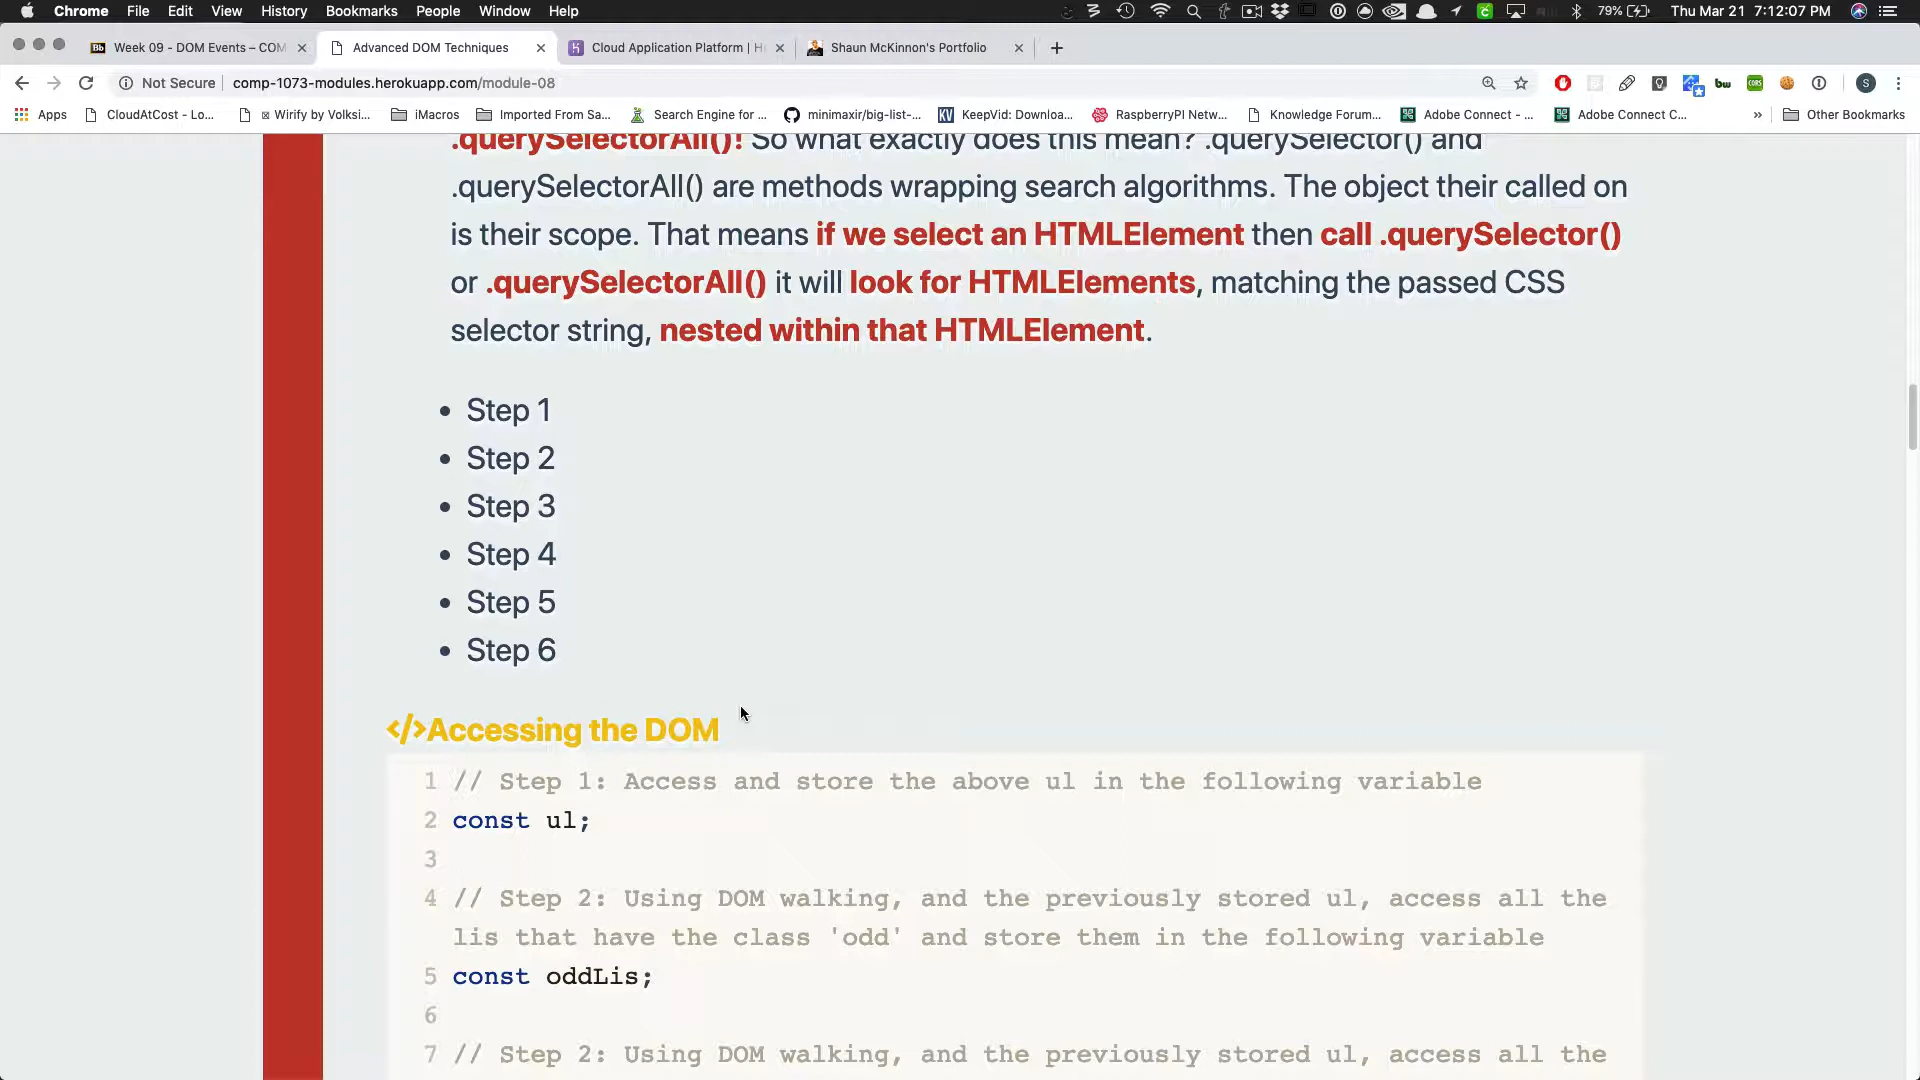 Chrome File Edit View History Bookmarks People Window Help
79% Thu Mar 21 7:12:07 PM
Week 09 - DOM Events – COM
Advanced DOM Techniques
Cloud Application Platform | H
Shaun McKinnon's Portfolio
Not Secure comp-1073-modules.herokuapp.com/module-08
Apps CloudAtCost - Lo... Wirify by Volksi... iMacros Imported From Sa... Search Engine for ... minimaxir/big-list-... KeepVid: Downloa... RaspberryPI Netw... Knowledge Forum... Adobe Connect - ... Adobe Connect C... » Other Bookmarks
.querySelectorAll()! So what exactly does this mean? .querySelector() and
.querySelectorAll() are methods wrapping search algorithms. The object their called on
is their scope. That means if we select an HTMLElement then call .querySelector()
or .querySelectorAll() it will look for HTMLElements, matching the passed CSS
selector string, nested within that HTMLElement.
• Step 1
• Step 2
• Step 3
• Step 4
• Step 5
• Step 6
</>Accessing the DOM
1 // Step 1: Access and store the above ul in the following variable
2 const ul;
3
4 // Step 2: Using DOM walking, and the previously stored ul, access all the
lis that have the class 'odd' and store them in the following variable
5 const oddLis;
6
7 // Step 2: Using DOM walking, and the previously stored ul, access all the